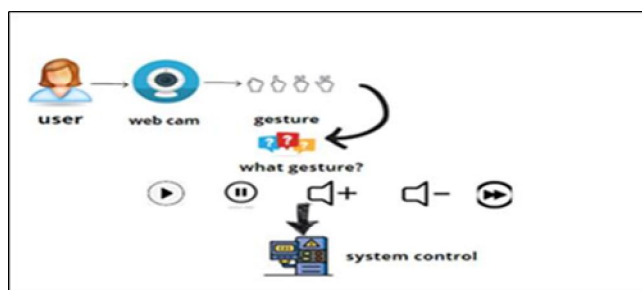 user
web cam
gesture
what gesture?
system control